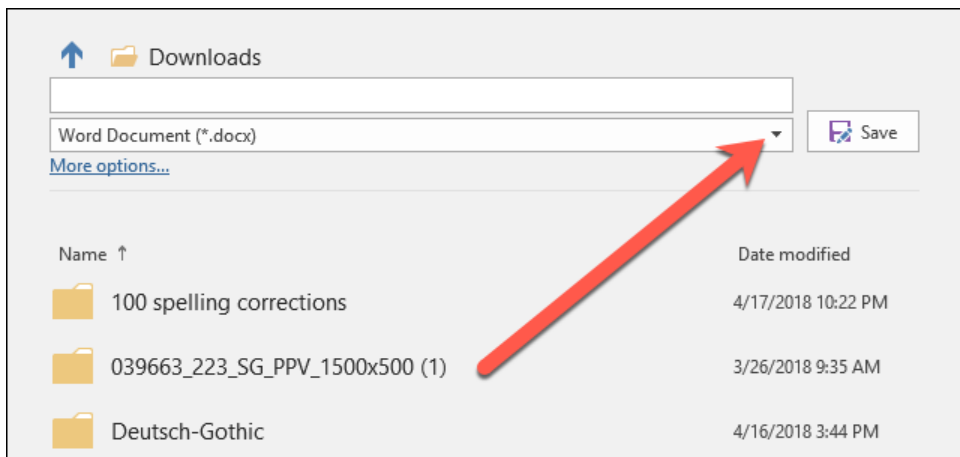 Downloads
Word Document (*.docx)
Save
More options...
Name ↑ Date modified
100 spelling corrections 4/17/2018 10:22 PM
039663_223_SG_PPV_1500x500 (1) 3/26/2018 9:35 AM
Deutsch-Gothic 4/16/2018 3:44 PM